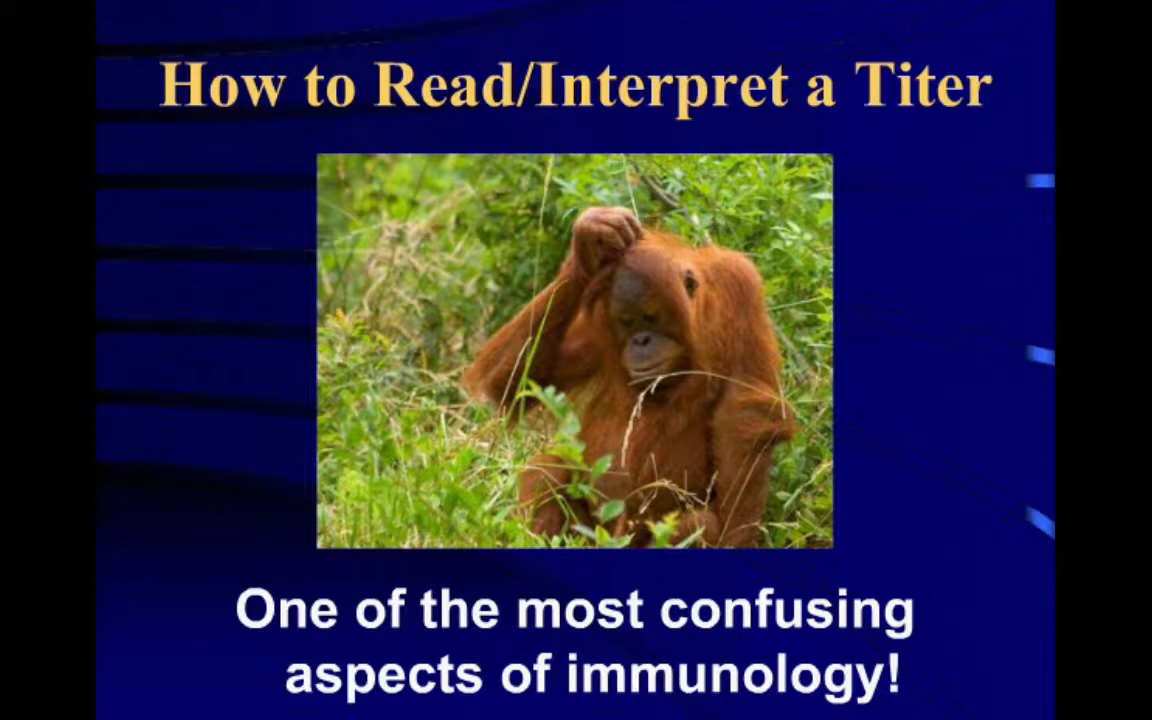 How to Read/Interpret a Titer
One of the most confusing
aspects of immunology!